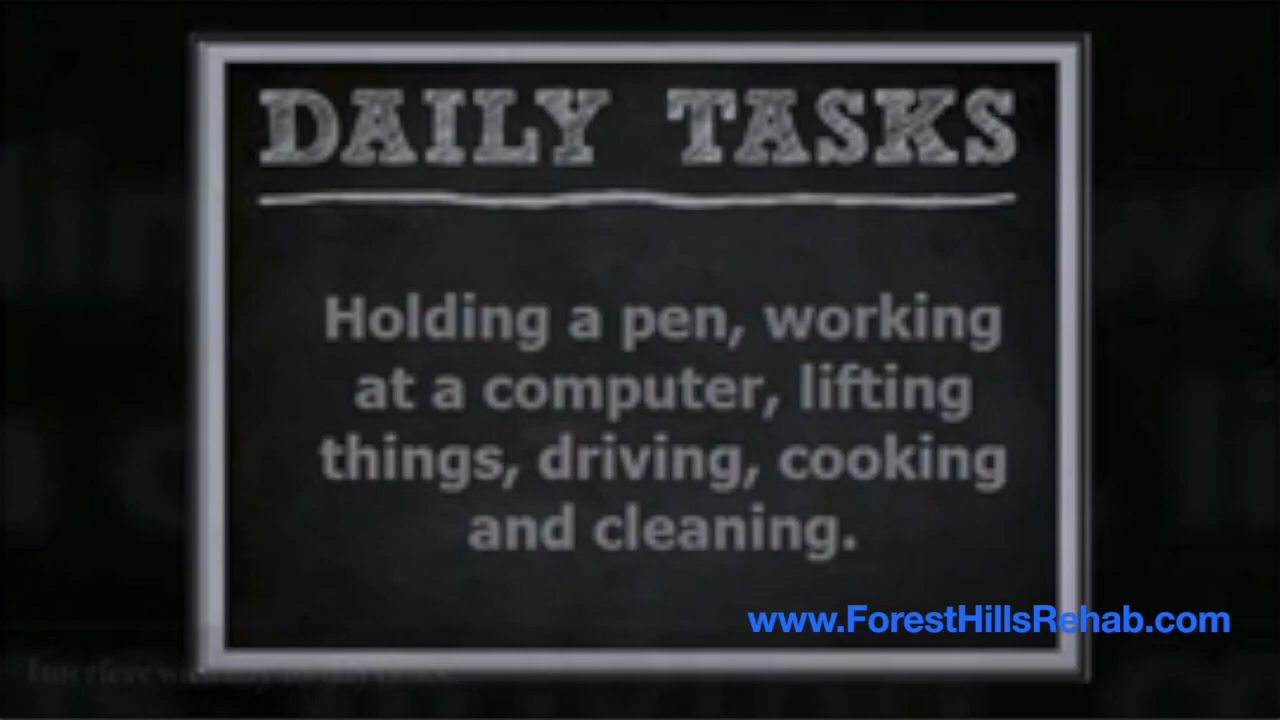 DAILY TASKS
Holding a pen, working
at a computer, lifting
things, driving, cooking
and cleaning.
www.ForestHillsRehab.com